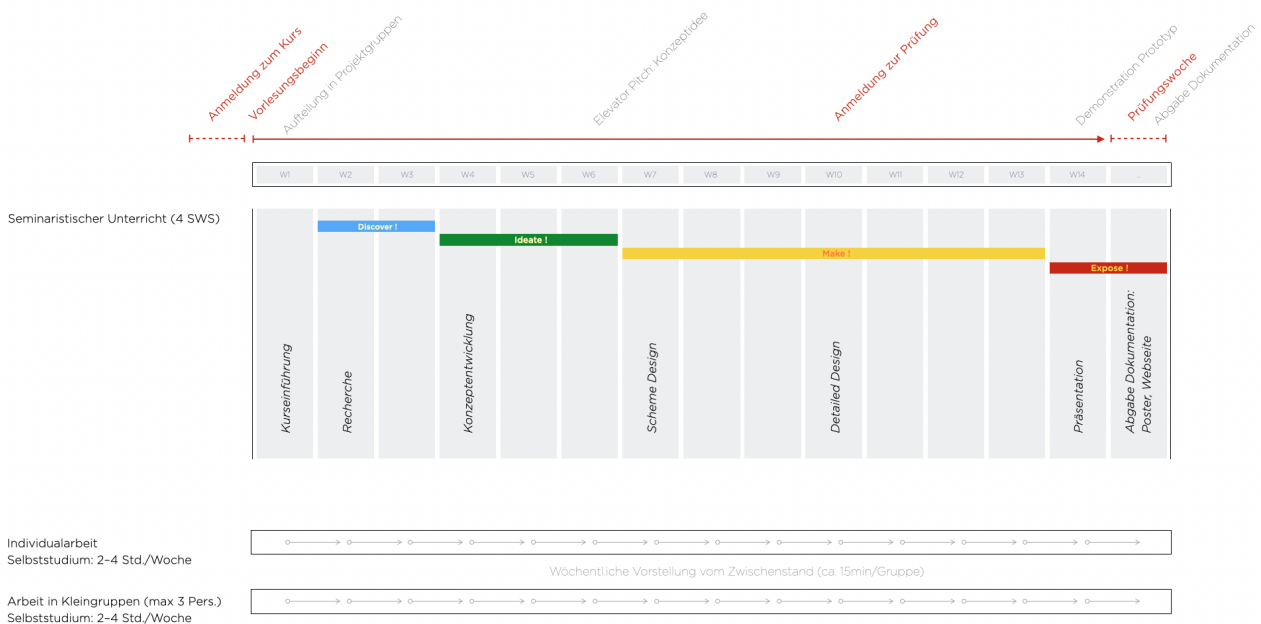 Anmeldung zum Kurs
Vorlesungsbeginn
Aufteilung in Projektgruppen
Elevator Pitch: Konzeptidee
Anmeldung zur Prüfung
Demonstration Prototyp
Prüfungswoche
Abgabe Dokumentation
W1 W2 W3 W4 W5 W6 W7 W8 W9 W10 W11 W12 W13 W14 ..
Seminaristischer Unterricht (4 SWS)
Discover !
Ideate !
Make !
Expose !
Kurseinführung
Recherche
Konzeptentwicklung
Scheme Design
Detailed Design
Präsentation
Abgabe Dokumentation:
Poster, Webseite
Individualarbeit
Selbststudium: 2–4 Std./Woche
Wöchentliche Vorstellung vom Zwischenstand (ca. 15min/Gruppe)
Arbeit in Kleingruppen (max 3 Pers.)
Selbststudium: 2–4 Std./Woche